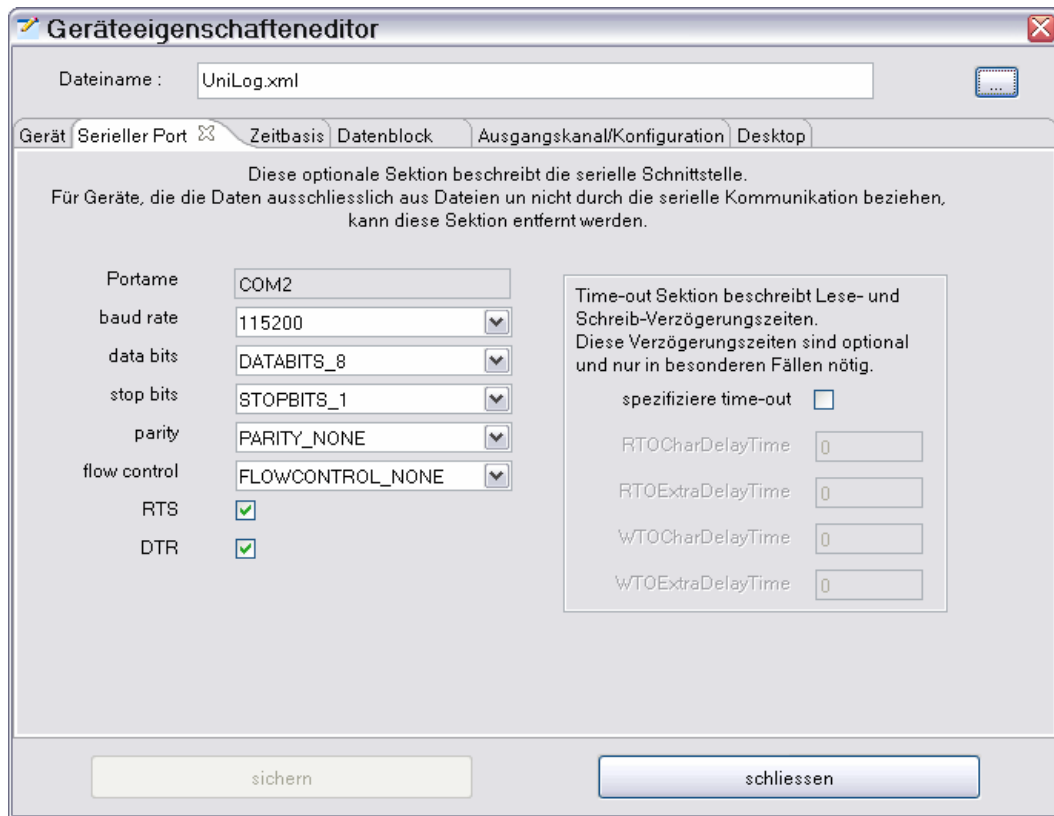 Geräteeigenschafteneditor
Dateiname :
UniLog.xml
...
Gerät
Serieller Port
Zeitbasis
Datenblock
Ausgangskanal/Konfiguration
Desktop
Diese optionale Sektion beschreibt die serielle Schnittstelle.
Für Geräte, die die Daten ausschliesslich aus Dateien un nicht durch die serielle Kommunikation beziehen,
kann diese Sektion entfernt werden.
Portame
COM2
baud rate
115200
data bits
DATABITS_8
stop bits
STOPBITS_1
parity
PARITY_NONE
flow control
FLOWCONTROL_NONE
RTS
DTR
Time-out Sektion beschreibt Lese- und
Schreib-Verzögerungszeiten.
Diese Verzögerungszeiten sind optional
und nur in besonderen Fällen nötig.
spezifiziere time-out
RTOCharDelayTime
0
RTOExtraDelayTime
0
WTOCharDelayTime
0
WTOExtraDelayTime
0
sichern
schliessen